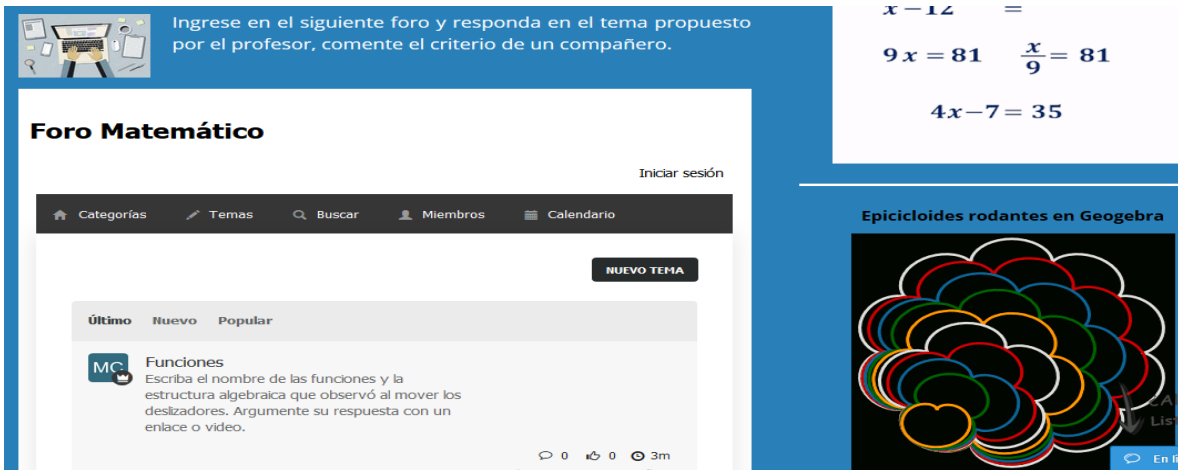 Ingrese en el siguiente foro y responda en el tema propuesto
por el profesor, comente el criterio de un compañero.
Foro Matemático
Iniciar sesión
Categorías Temas Buscar Miembros Calendario
NUEVO TEMA
Último Nuevo Popular
MC
Funciones
Escriba el nombre de las funciones y la
estructura algebraica que observó al mover los
deslizadores. Argumente su respuesta con un
enlace o video.
0 0 3m
x − 12 =
9x = 81 x/9 = 81
4x − 7 = 35
Epicicloides rodantes en Geogebra